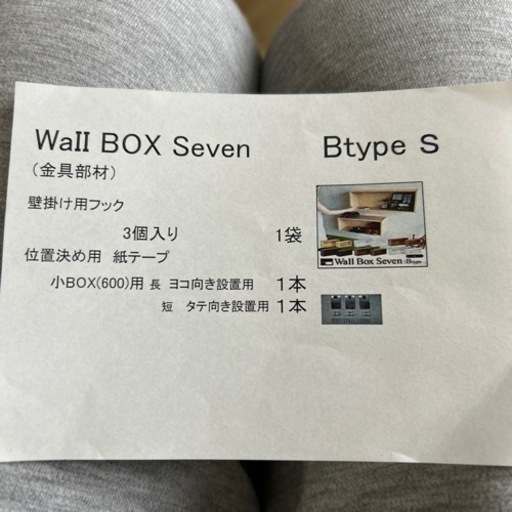 Wall BOX Seven Btype S
（金具部材）
壁掛け用フック
3個入り 1袋
位置決め用 紙テープ
小BOX(600)用 長 ヨコ向き設置用 1本
短 タテ向き設置用 1本
Wall Box Seven Btype